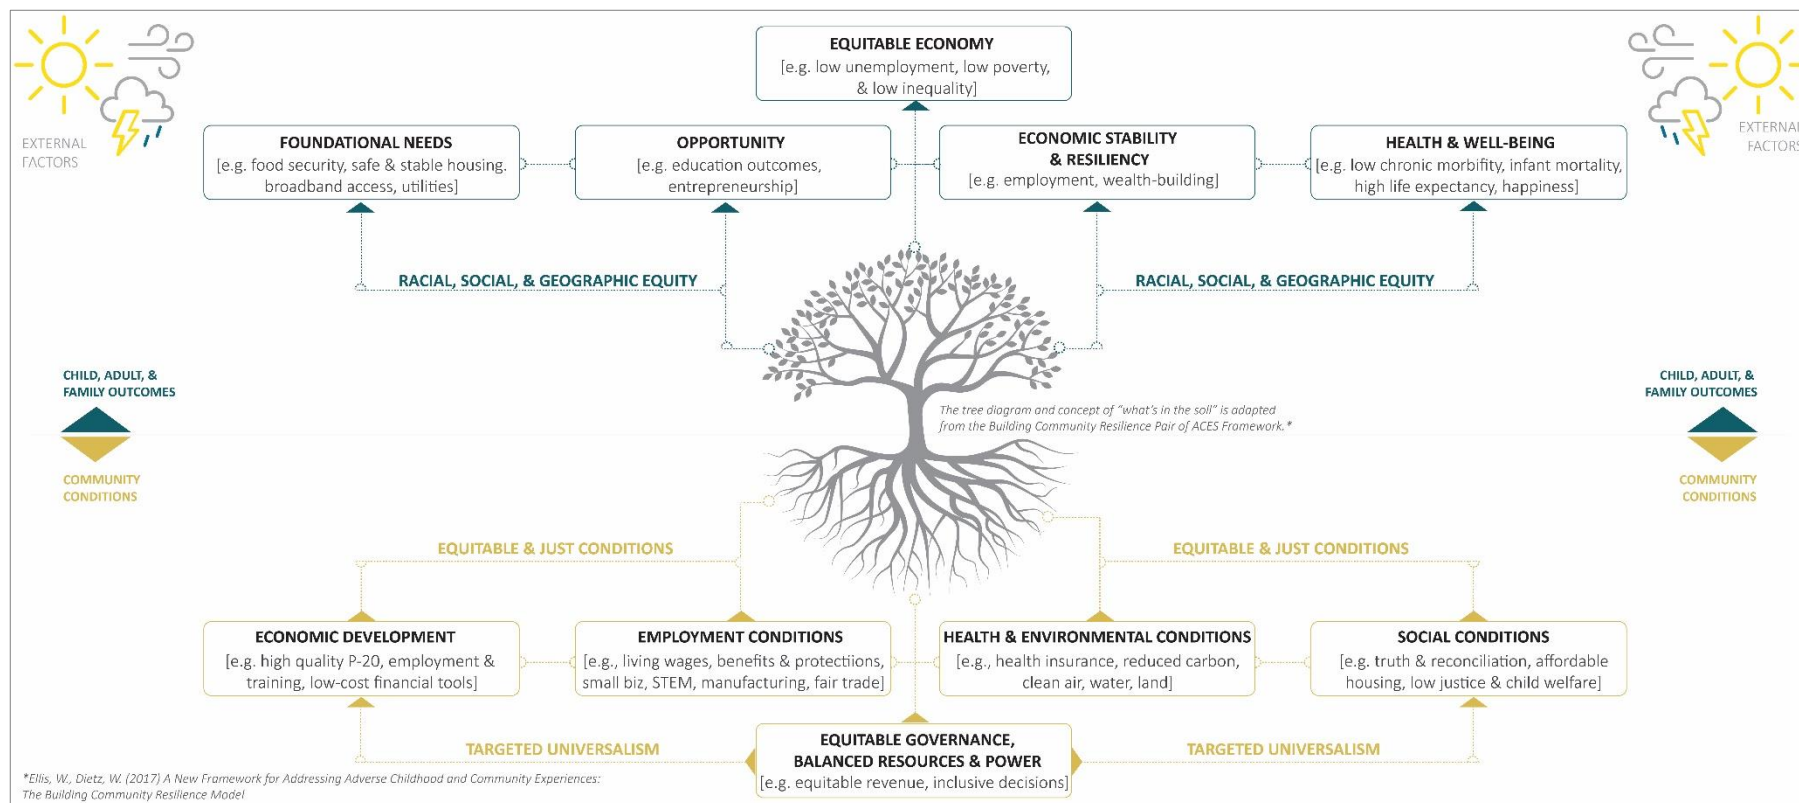 EQUITABLE ECONOMY
[e.g. low unemployment, low poverty,
& low inequality]
EXTERNAL
FACTORS
EXTERNAL
FACTORS
FOUNDATIONAL NEEDS
[e.g. food security, safe & stable housing.
broadband access, utilities]
OPPORTUNITY
[e.g. education outcomes,
entrepreneurship]
ECONOMIC STABILITY
& RESILIENCY
[e.g. employment, wealth-building]
HEALTH & WELL-BEING
[e.g. low chronic morbifity, infant mortality,
high life expectancy, happiness]
RACIAL, SOCIAL, & GEOGRAPHIC EQUITY
RACIAL, SOCIAL, & GEOGRAPHIC EQUITY
CHILD, ADULT, &
FAMILY OUTCOMES
CHILD, ADULT, &
FAMILY OUTCOMES
The tree diagram and concept of “what’s in the soll” is adapted
from the Building Community Resilience Pair of ACES Framework.*
COMMUNITY
CONDITIONS
COMMUNITY
CONDITIONS
EQUITABLE & JUST CONDITIONS
EQUITABLE & JUST CONDITIONS
ECONOMIC DEVELOPMENT
[e.g. high quality P-20, employment &
training, low-cost financial tools]
EMPLOYMENT CONDITIONS
[e.g., living wages, benefits & protectiions,
small biz, STEM, manufacturing, fair trade]
HEALTH & ENVIRONMENTAL CONDITIONS
[e.g., health insurance, reduced carbon,
clean air, water, land]
SOCIAL CONDITIONS
[e.g. truth & reconciliation, affordable
housing, low justice & child welfare]
TARGETED UNIVERSALISM
EQUITABLE GOVERNANCE,
BALANCED RESOURCES & POWER
[e.g. equitable revenue, inclusive decisions]
TARGETED UNIVERSALISM
*Ellis, W., Dietz, W. (2017) A New Framework for Addressing Adverse Childhood and Community Experiences:
The Building Community Resilience Model